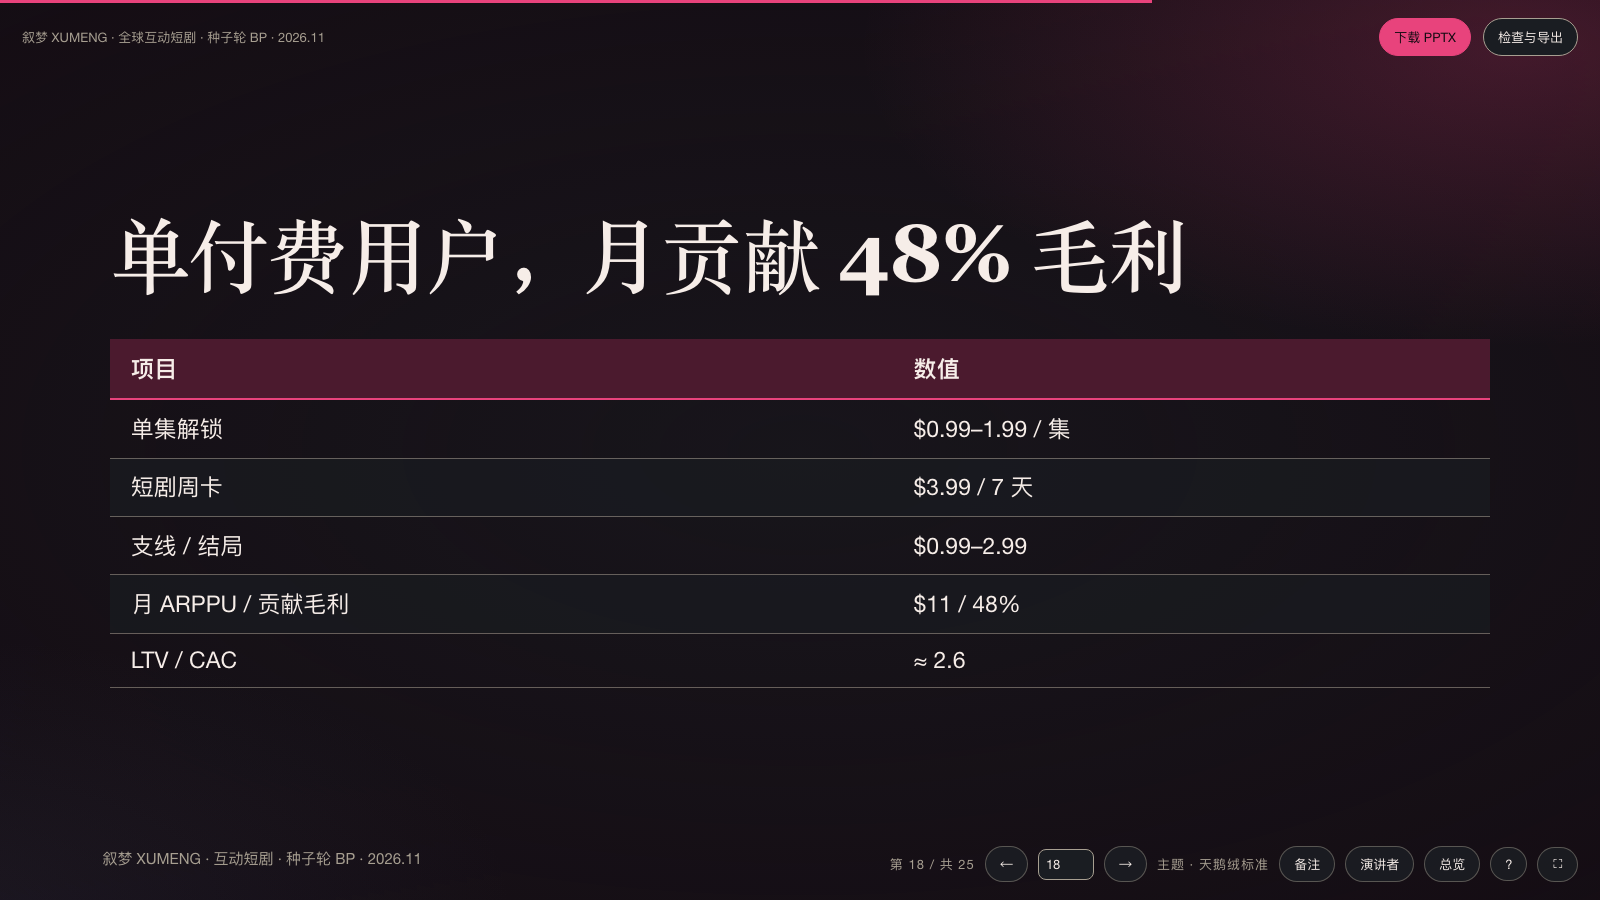 叙梦 XUMENG · 全球互动短剧 · 种子轮 BP · 2026.11
下载 PPTX
检查与导出
单付费用户，月贡献 48% 毛利
项目 数值
单集解锁 $0.99–1.99 / 集
短剧周卡 $3.99 / 7 天
支线 / 结局 $0.99–2.99
月 ARPPU / 贡献毛利 $11 / 48%
LTV / CAC ≈ 2.6
叙梦 XUMENG · 互动短剧 · 种子轮 BP · 2026.11
第 18 / 共 25 ← 18 → 主题 · 天鹅绒标准 备注 演讲者 总览 ?